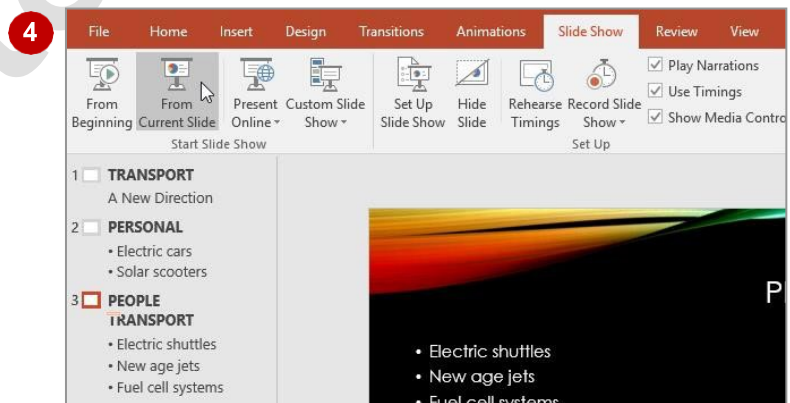 4
File Home Insert Design Transitions Animations Slide Show Review View
From Beginning
From Current Slide
Present Online
Custom Slide Show
Start Slide Show
Set Up Slide Show
Hide Slide
Rehearse Timings
Record Slide Show
Play Narrations
Use Timings
Show Media Contro
Set Up
1 TRANSPORT
A New Direction
2 PERSONAL
• Electric cars
• Solar scooters
3 PEOPLE
TRANSPORT
• Electric shuttles
• New age jets
• Fuel cell systems
P
• Electric shuttles
• New age jets
• Fuel cell systems